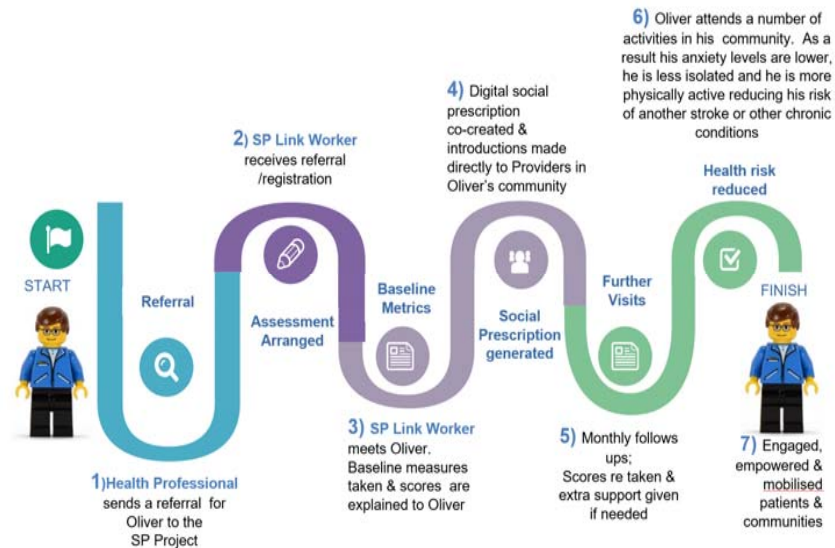 START
1)Health Professional
sends a referral for
Oliver to the
SP Project
Referral
2) SP Link Worker
receives referral
/registration
Assessment
Arranged
Baseline
Metrics
3) SP Link Worker
meets Oliver.
Baseline measures
taken & scores are
explained to Oliver
4) Digital social
prescription
co-created &
introductions made
directly to Providers in
Oliver's community
Social
Prescription
generated
Further
Visits
5) Monthly follows
ups;
Scores re taken &
extra support given
if needed
6) Oliver attends a number of
activities in his community. As a
result his anxiety levels are lower,
he is less isolated and he is more
physically active reducing his risk
of another stroke or other chronic
conditions
Health risk
reduced
FINISH
7) Engaged,
empowered &
mobilised
patients &
communities